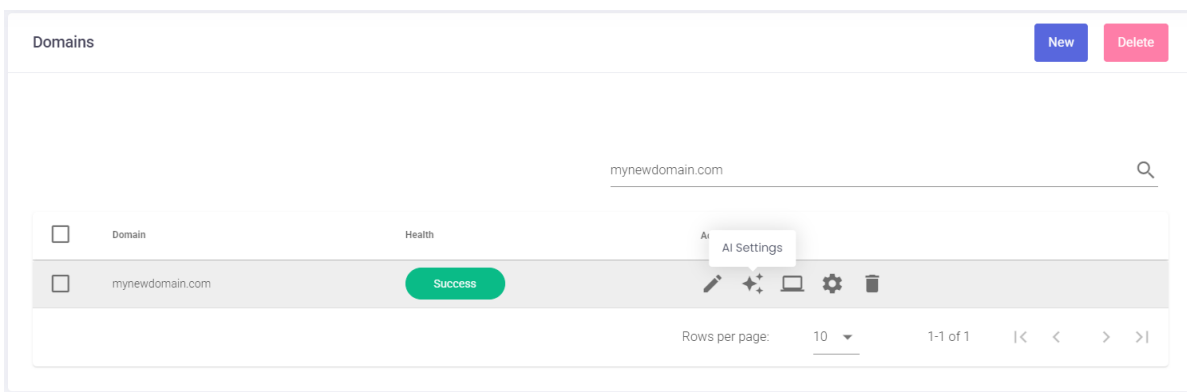 Domains
New
Delete
mynewdomain.com
Domain
Health
AI Settings
mynewdomain.com
Success
Rows per page:
10
1-1 of 1